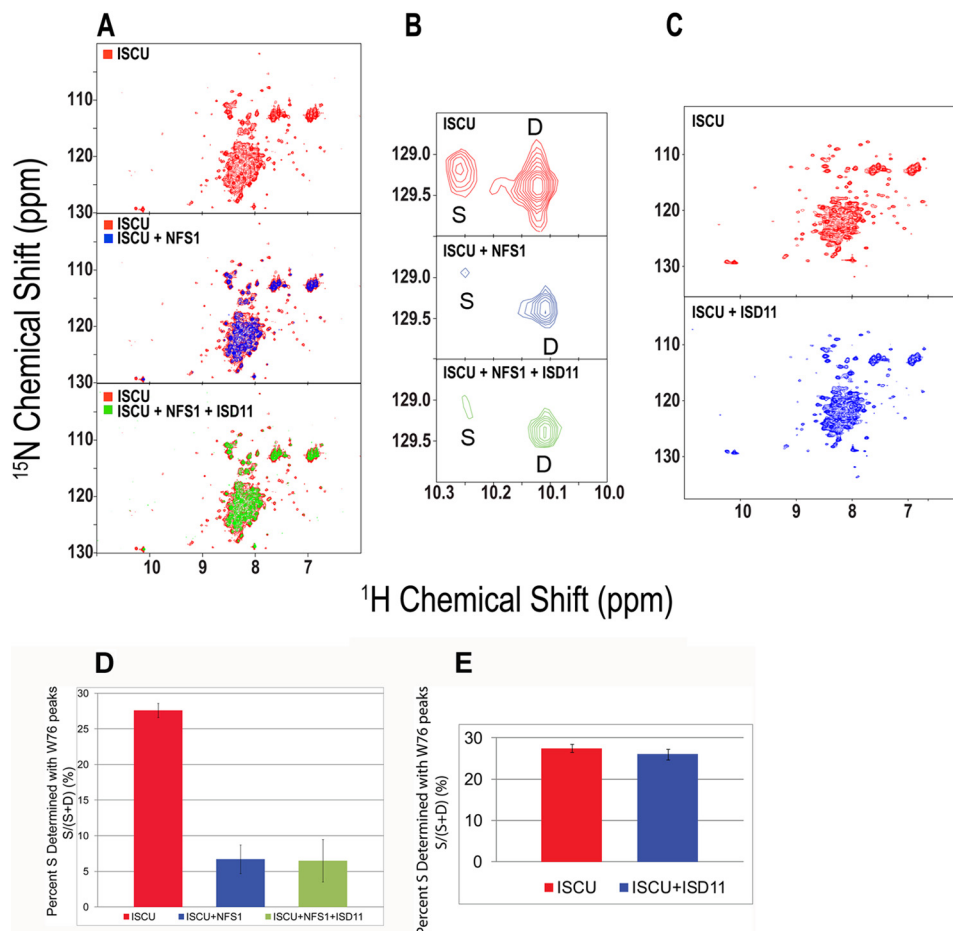 A
B
C
ISCU
110
120
130
ISCU
ISCU + NFS1
110
120
130
ISCU
ISCU + NFS1 + ISD11
110
120
130
10 9 8 7
15N Chemical Shift (ppm)
ISCU
D
S
129.0
129.5
ISCU + NFS1
S
D
129.0
129.5
ISCU + NFS1 + ISD11
S
D
129.0
129.5
10.3 10.2 10.1 10.0
ISCU
110
120
130
ISCU + ISD11
110
120
130
10 9 8 7
1H Chemical Shift (ppm)
D
Percent S Determined with W76 peaks
S/(S+D) (%)
30
25
20
15
10
5
0
ISCU ISCU+NFS1 ISCU+NFS1+ISD11
E
Percent S Determined with W76 peaks
S/(S+D) (%)
30
20
10
0
ISCU ISCU+ISD11